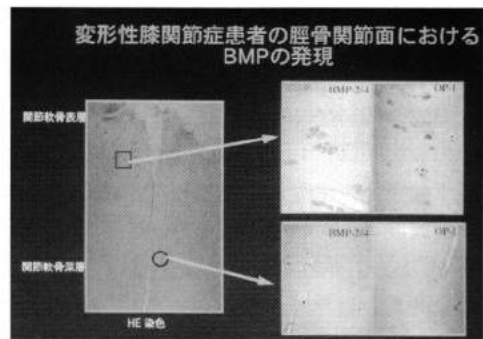 変形性膝関節症患者の脛骨関節面における
BMPの発現
関節軟骨表層
BMP-2/4
OP-1
関節軟骨深層
BMP-2/4
OP-1
HE 染色